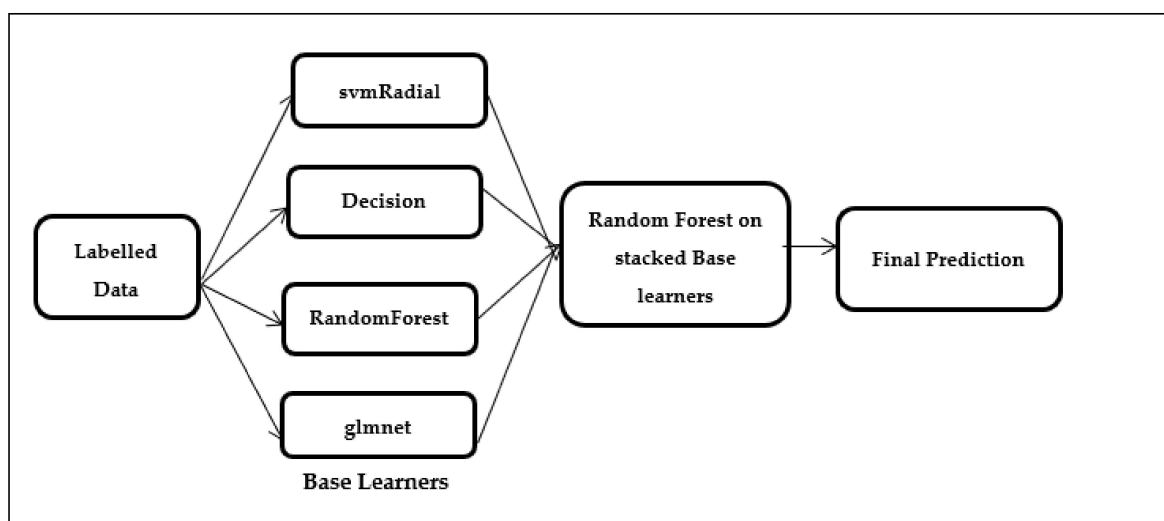 Labelled
Data
svmRadial
Decision
RandomForest
glmnet
Base Learners
Random Forest on
stacked Base
learners
Final Prediction